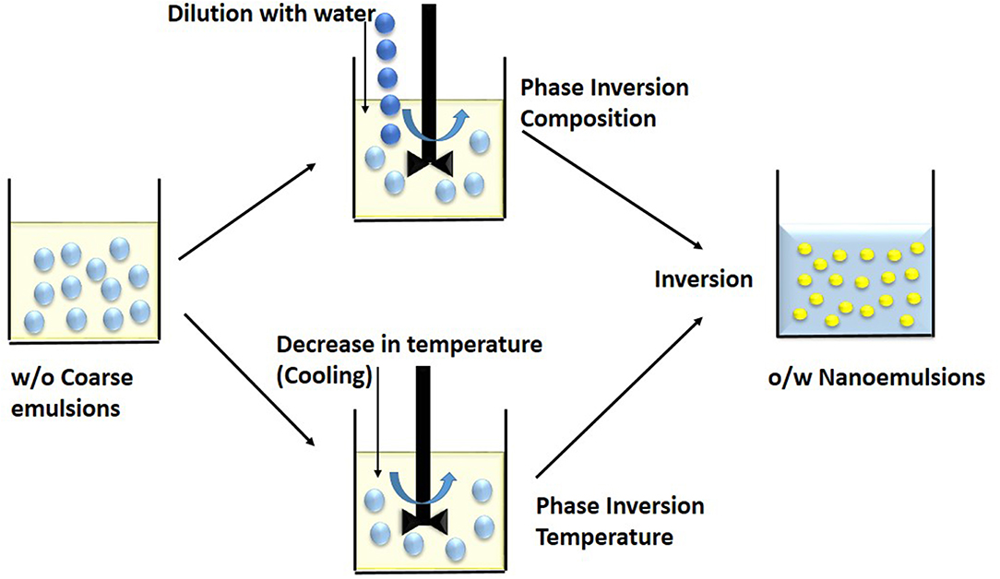 Dilution with water
Phase Inversion
Composition
Inversion
w/o Coarse
emulsions
Decrease in temperature
(Cooling)
o/w Nanoemulsions
Phase Inversion
Temperature